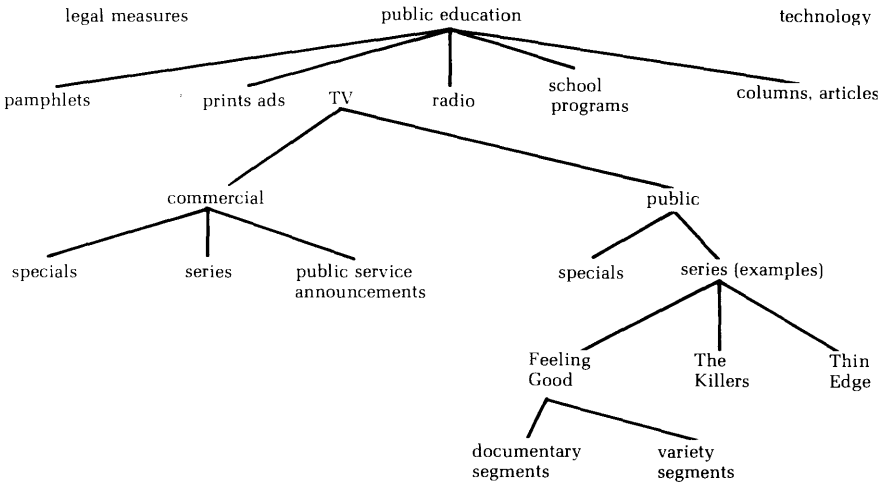 legal measures
public education
technology
pamphlets
prints ads
TV
radio
school
programs
columns, articles
commercial
public
specials
series
public service
announcements
specials
series (examples)
Feeling
Good
The
Killers
Thin
Edge
documentary
segments
variety
segments